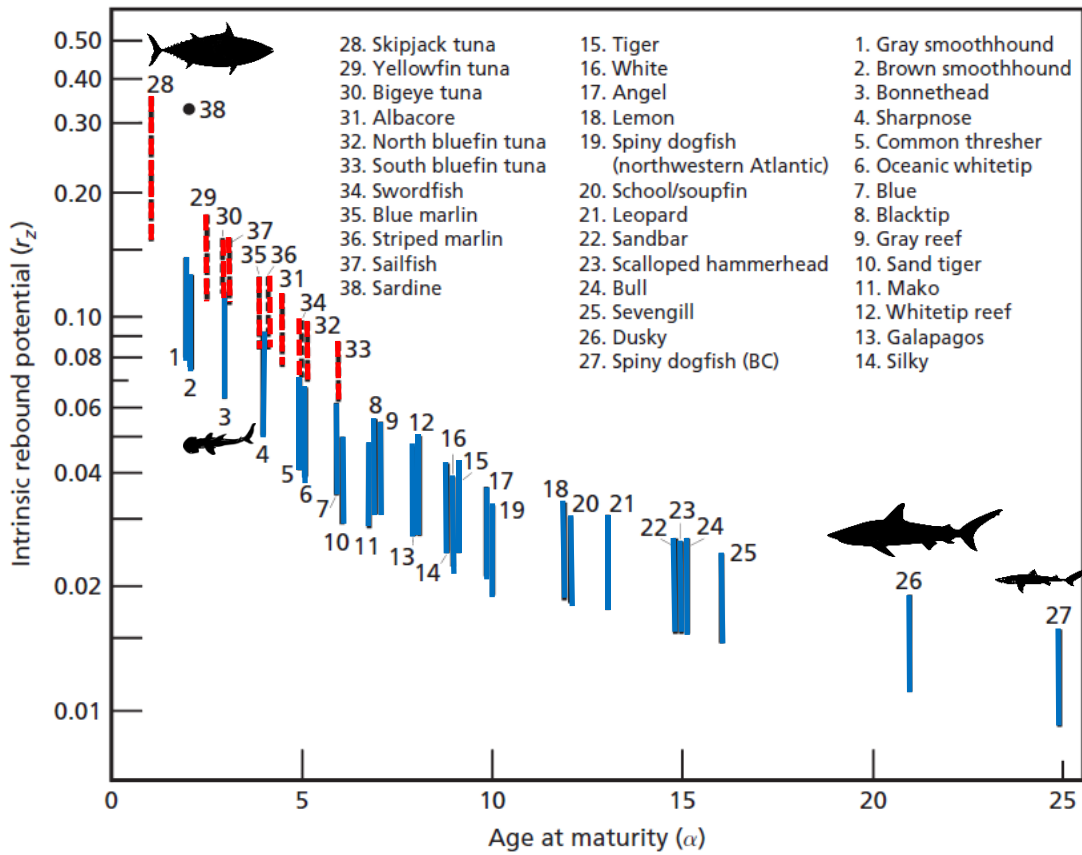 28. Skipjack tuna
29. Yellowfin tuna
30. Bigeye tuna
31. Albacore
32. North bluefin tuna
33. South bluefin tuna
34. Swordfish
35. Blue marlin
36. Striped marlin
37. Sailfish
38. Sardine
15. Tiger
16. White
17. Angel
18. Lemon
19. Spiny dogfish
(northwestern Atlantic)
20. School/soupfin
21. Leopard
22. Sandbar
23. Scalloped hammerhead
24. Bull
25. Sevengill
26. Dusky
27. Spiny dogfish (BC)
1. Gray smoothhound
2. Brown smoothhound
3. Bonnethead
4. Sharpnose
5. Common thresher
6. Oceanic whitetip
7. Blue
8. Blacktip
9. Gray reef
10. Sand tiger
11. Mako
12. Whitetip reef
13. Galapagos
14. Silky
Intrinsic rebound potential (r_z)
0.50
0.40
0.30
0.20
0.10
0.08
0.06
0.04
0.02
0.01
28
38
29
30
37
35
36
31
34
32
33
1
2
3
4
5
6
7
8
9
10
11
12
13
14
16
15
17
19
18
20
21
22
23
24
25
26
27
0
5
10
15
20
25
Age at maturity (α)